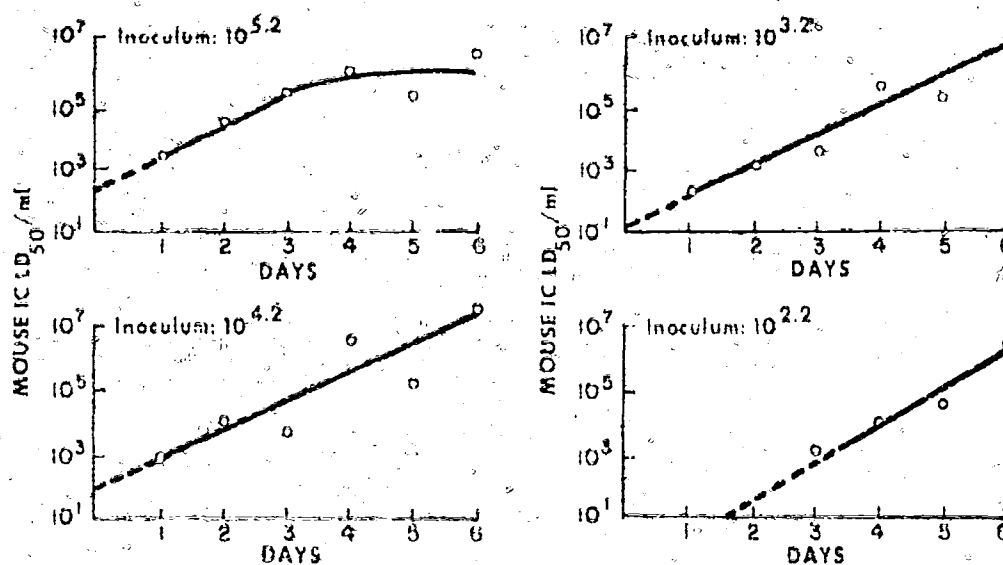 Inoculum: 10^5.2
10^7
10^5
10^3
10^1
1 2 3 4 5 6
DAYS
Inoculum: 10^3.2
10^7
10^5
10^3
10^1
1 2 3 4 5
DAYS
MOUSE IC LD50/ml
Inoculum: 10^4.2
10^7
10^5
10^3
10^1
1 2 3 4 5 6
DAYS
MOUSE IC LD50/ml
Inoculum: 10^2.2
10^7
10^5
10^3
10^1
1 2 3 4 5
DAYS